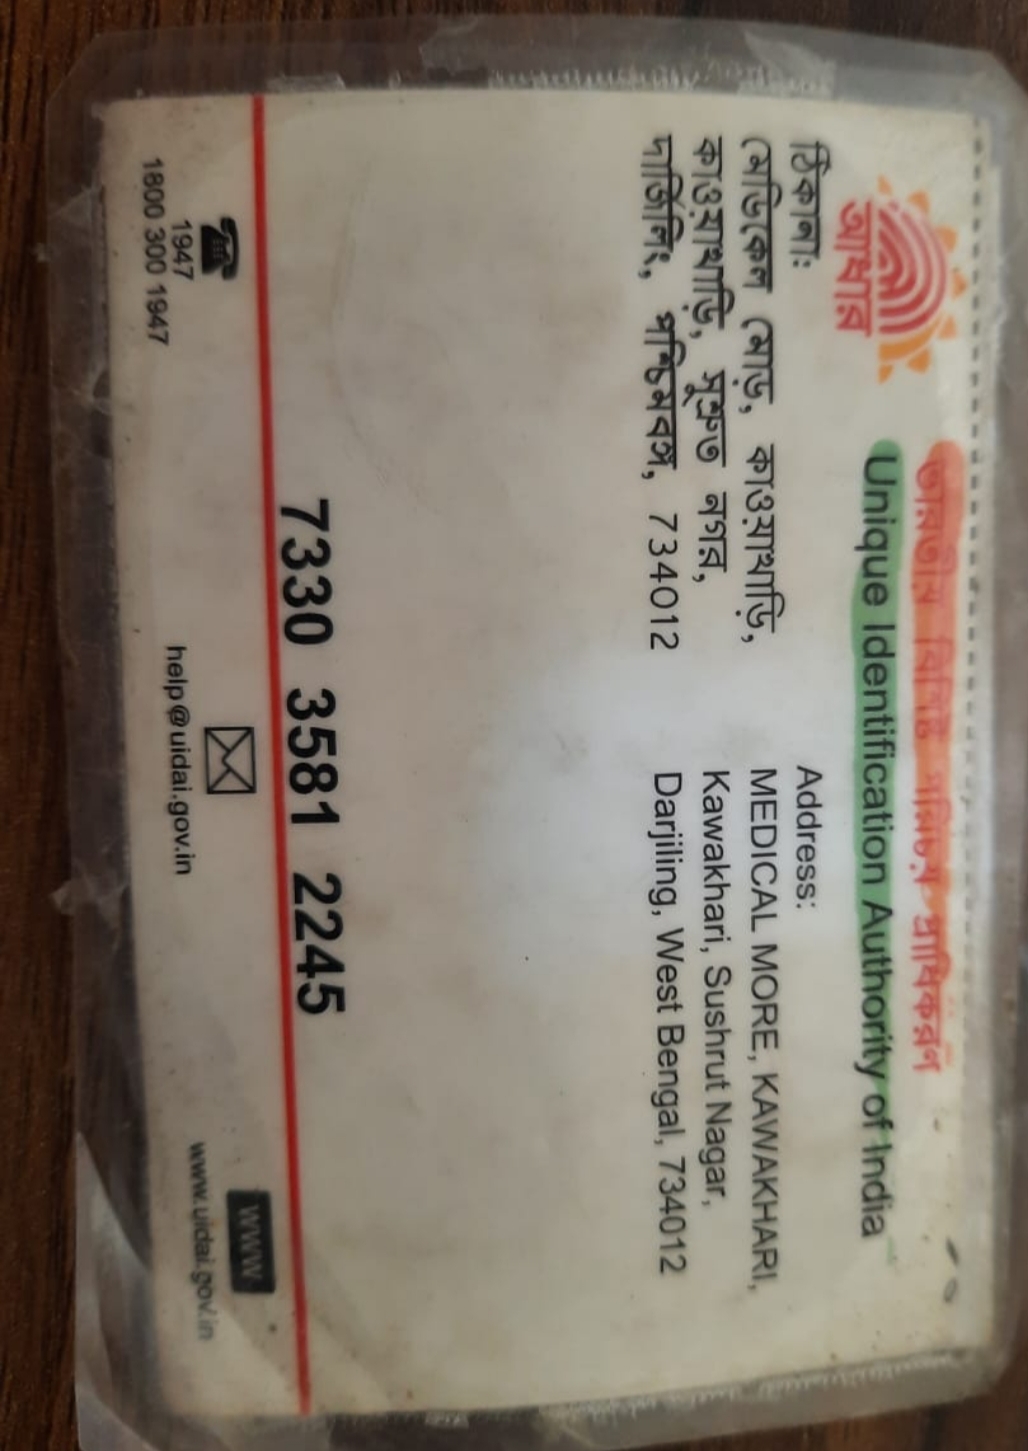 ভারতীয় বিশিষ্ট পরিচয় প্রাধিকরণ
Unique Identification Authority of India
আধার
ঠিকানা:
মেডিকেল মোড়, কাওয়াখাড়ি,
কাওয়াখাড়ি, সুশ্রুত নগর,
দার্জিলিং, পশ্চিমবঙ্গ, 734012
Address:
MEDICAL MORE, KAWAKHARI,
Kawakhari, Sushrut Nagar,
Darjiling, West Bengal, 734012
7330 3581 2245
1947
1800 300 1947
help@uidai.gov.in
WWW
www.uidai.gov.in